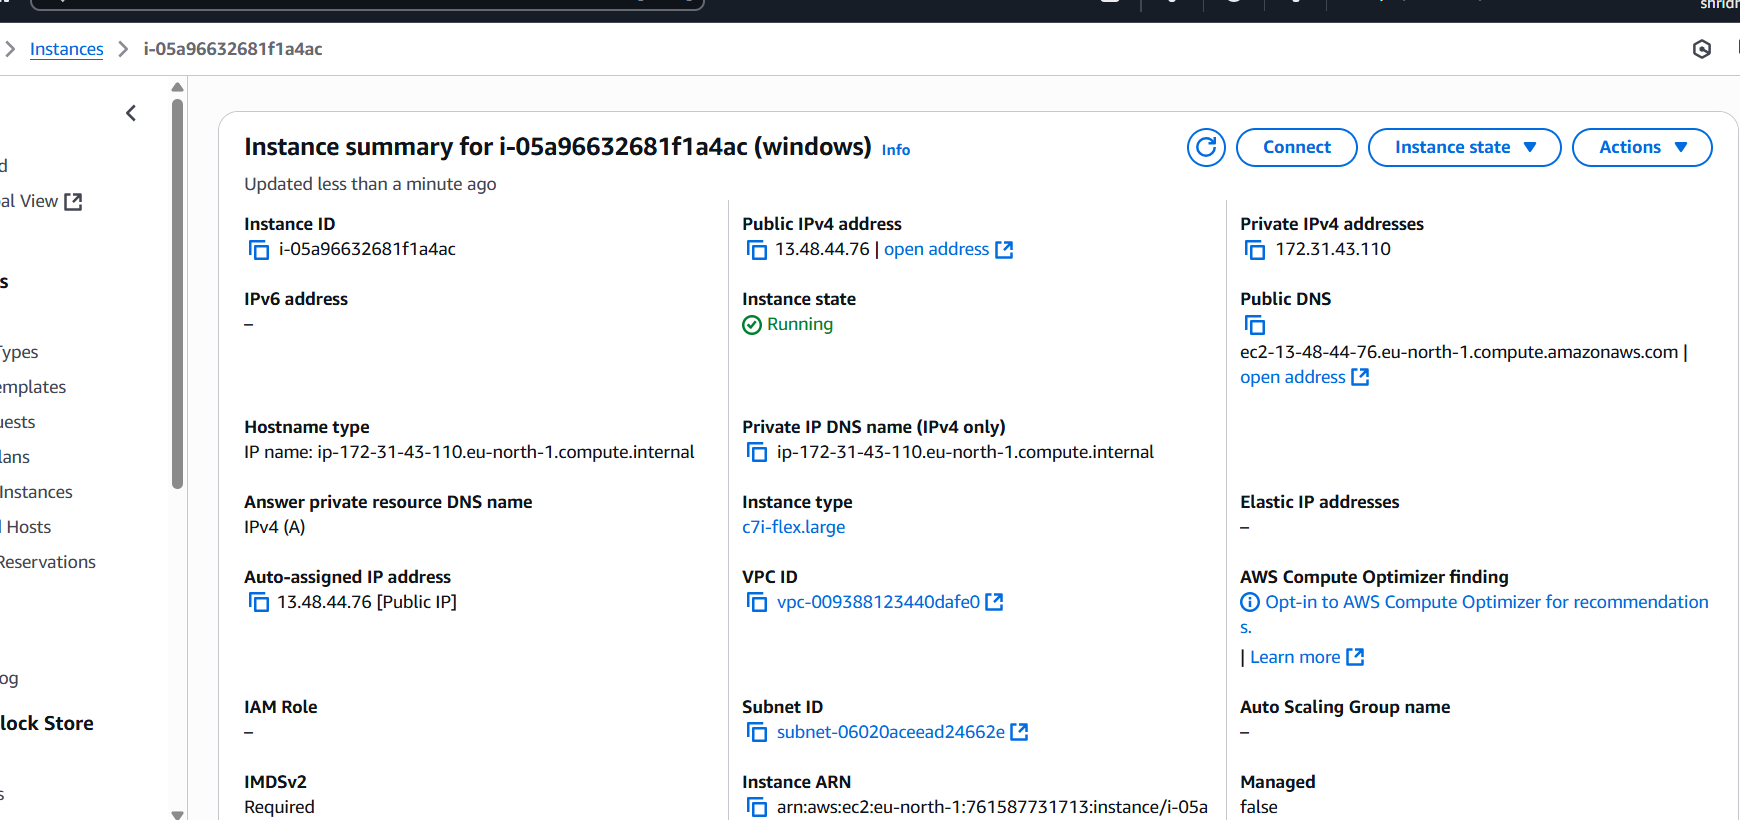 Instances
i-05a96632681f1a4ac
d
al View
s
ypes
mplates
uests
lans
Instances
Hosts
Reservations
og
lock Store
s
Instance summary for i-05a96632681f1a4ac (windows) Info
Connect
Instance state
Actions
Updated less than a minute ago
Instance ID
i-05a96632681f1a4ac
Public IPv4 address
13.48.44.76 | open address
Private IPv4 addresses
172.31.43.110
IPv6 address
–
Instance state
Running
Public DNS
ec2-13-48-44-76.eu-north-1.compute.amazonaws.com |
open address
Hostname type
IP name: ip-172-31-43-110.eu-north-1.compute.internal
Private IP DNS name (IPv4 only)
ip-172-31-43-110.eu-north-1.compute.internal
Answer private resource DNS name
IPv4 (A)
Instance type
c7i-flex.large
Elastic IP addresses
–
Auto-assigned IP address
13.48.44.76 [Public IP]
VPC ID
vpc-009388123440dafe0
AWS Compute Optimizer finding
Opt-in to AWS Compute Optimizer for recommendation
s.
| Learn more
IAM Role
–
Subnet ID
subnet-06020aceead24662e
Auto Scaling Group name
–
IMDSv2
Required
Instance ARN
arn:aws:ec2:eu-north-1:761587731713:instance/i-05a
Managed
false